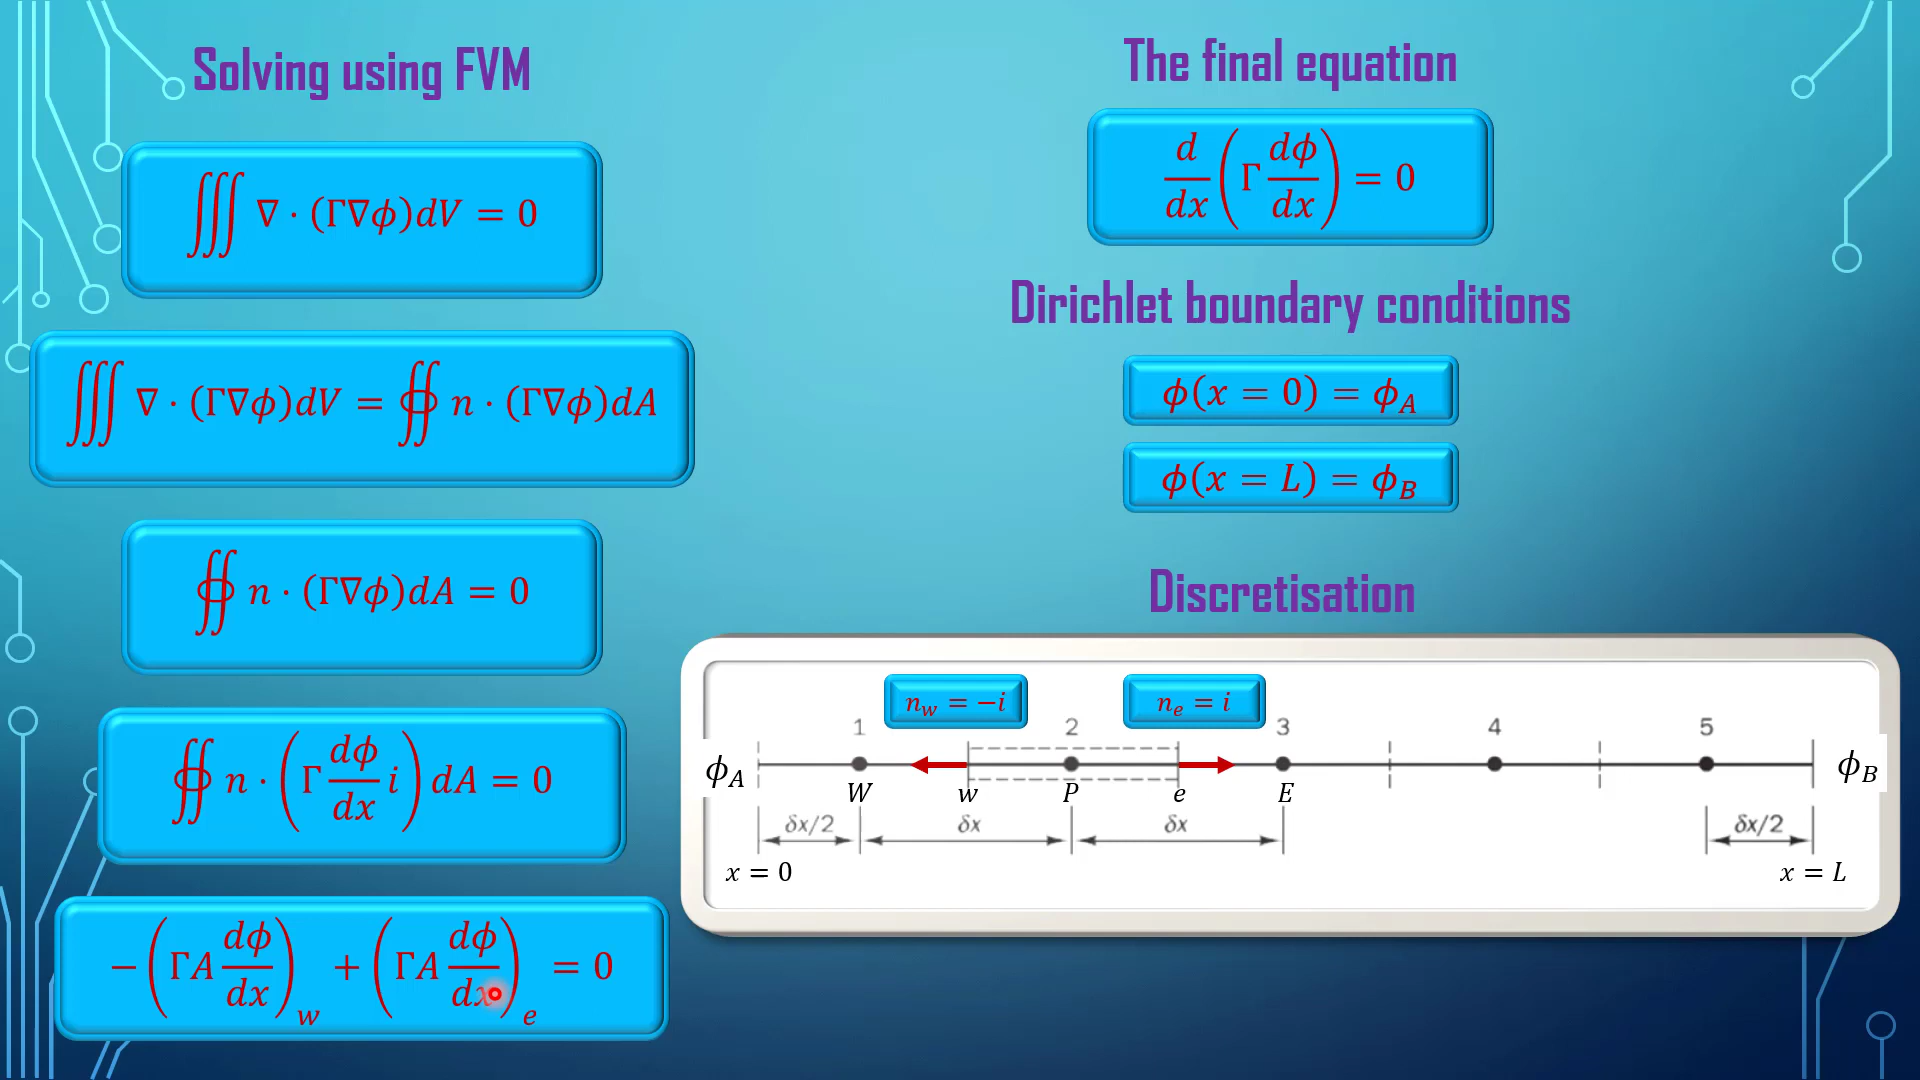 Solving using FVM
∭ ∇ · (Γ∇ϕ)dV = 0
∭ ∇ · (Γ∇ϕ)dV = ∯ n · (Γ∇ϕ)dA
∯ n · (Γ∇ϕ)dA = 0
∯ n · (Γ dϕ/dx i) dA = 0
−(ΓA dϕ/dx)_w + (ΓA dϕ/dx)_e = 0
The final equation
d/dx (Γ dϕ/dx) = 0
Dirichlet boundary conditions
ϕ(x = 0) = ϕ_A
ϕ(x = L) = ϕ_B
Discretisation
n_w = −i n_e = i
1 2 3 4 5
ϕ_A ϕ_B
W w P e E
δx/2 δx δx δx/2
x = 0 x = L